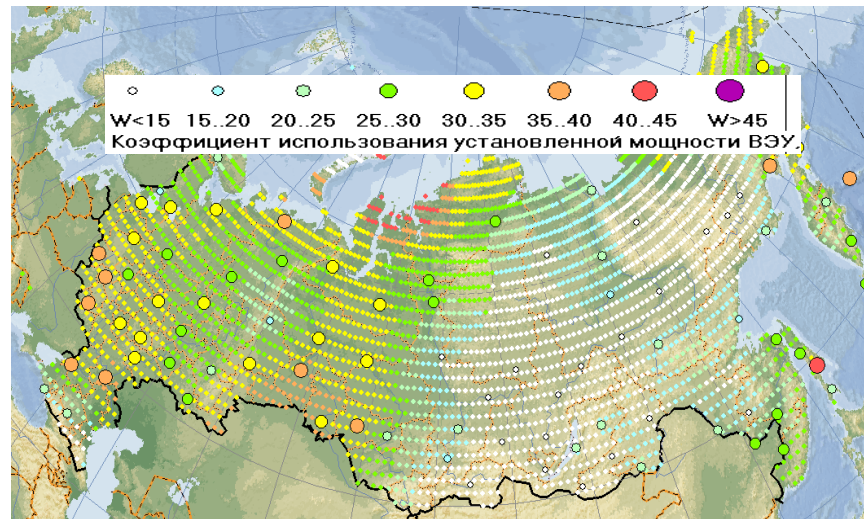 W<15 15..20 20..25 25..30 30..35 35..40 40..45 W>45
Коэффициент использования установленной мощности ВЭУ,